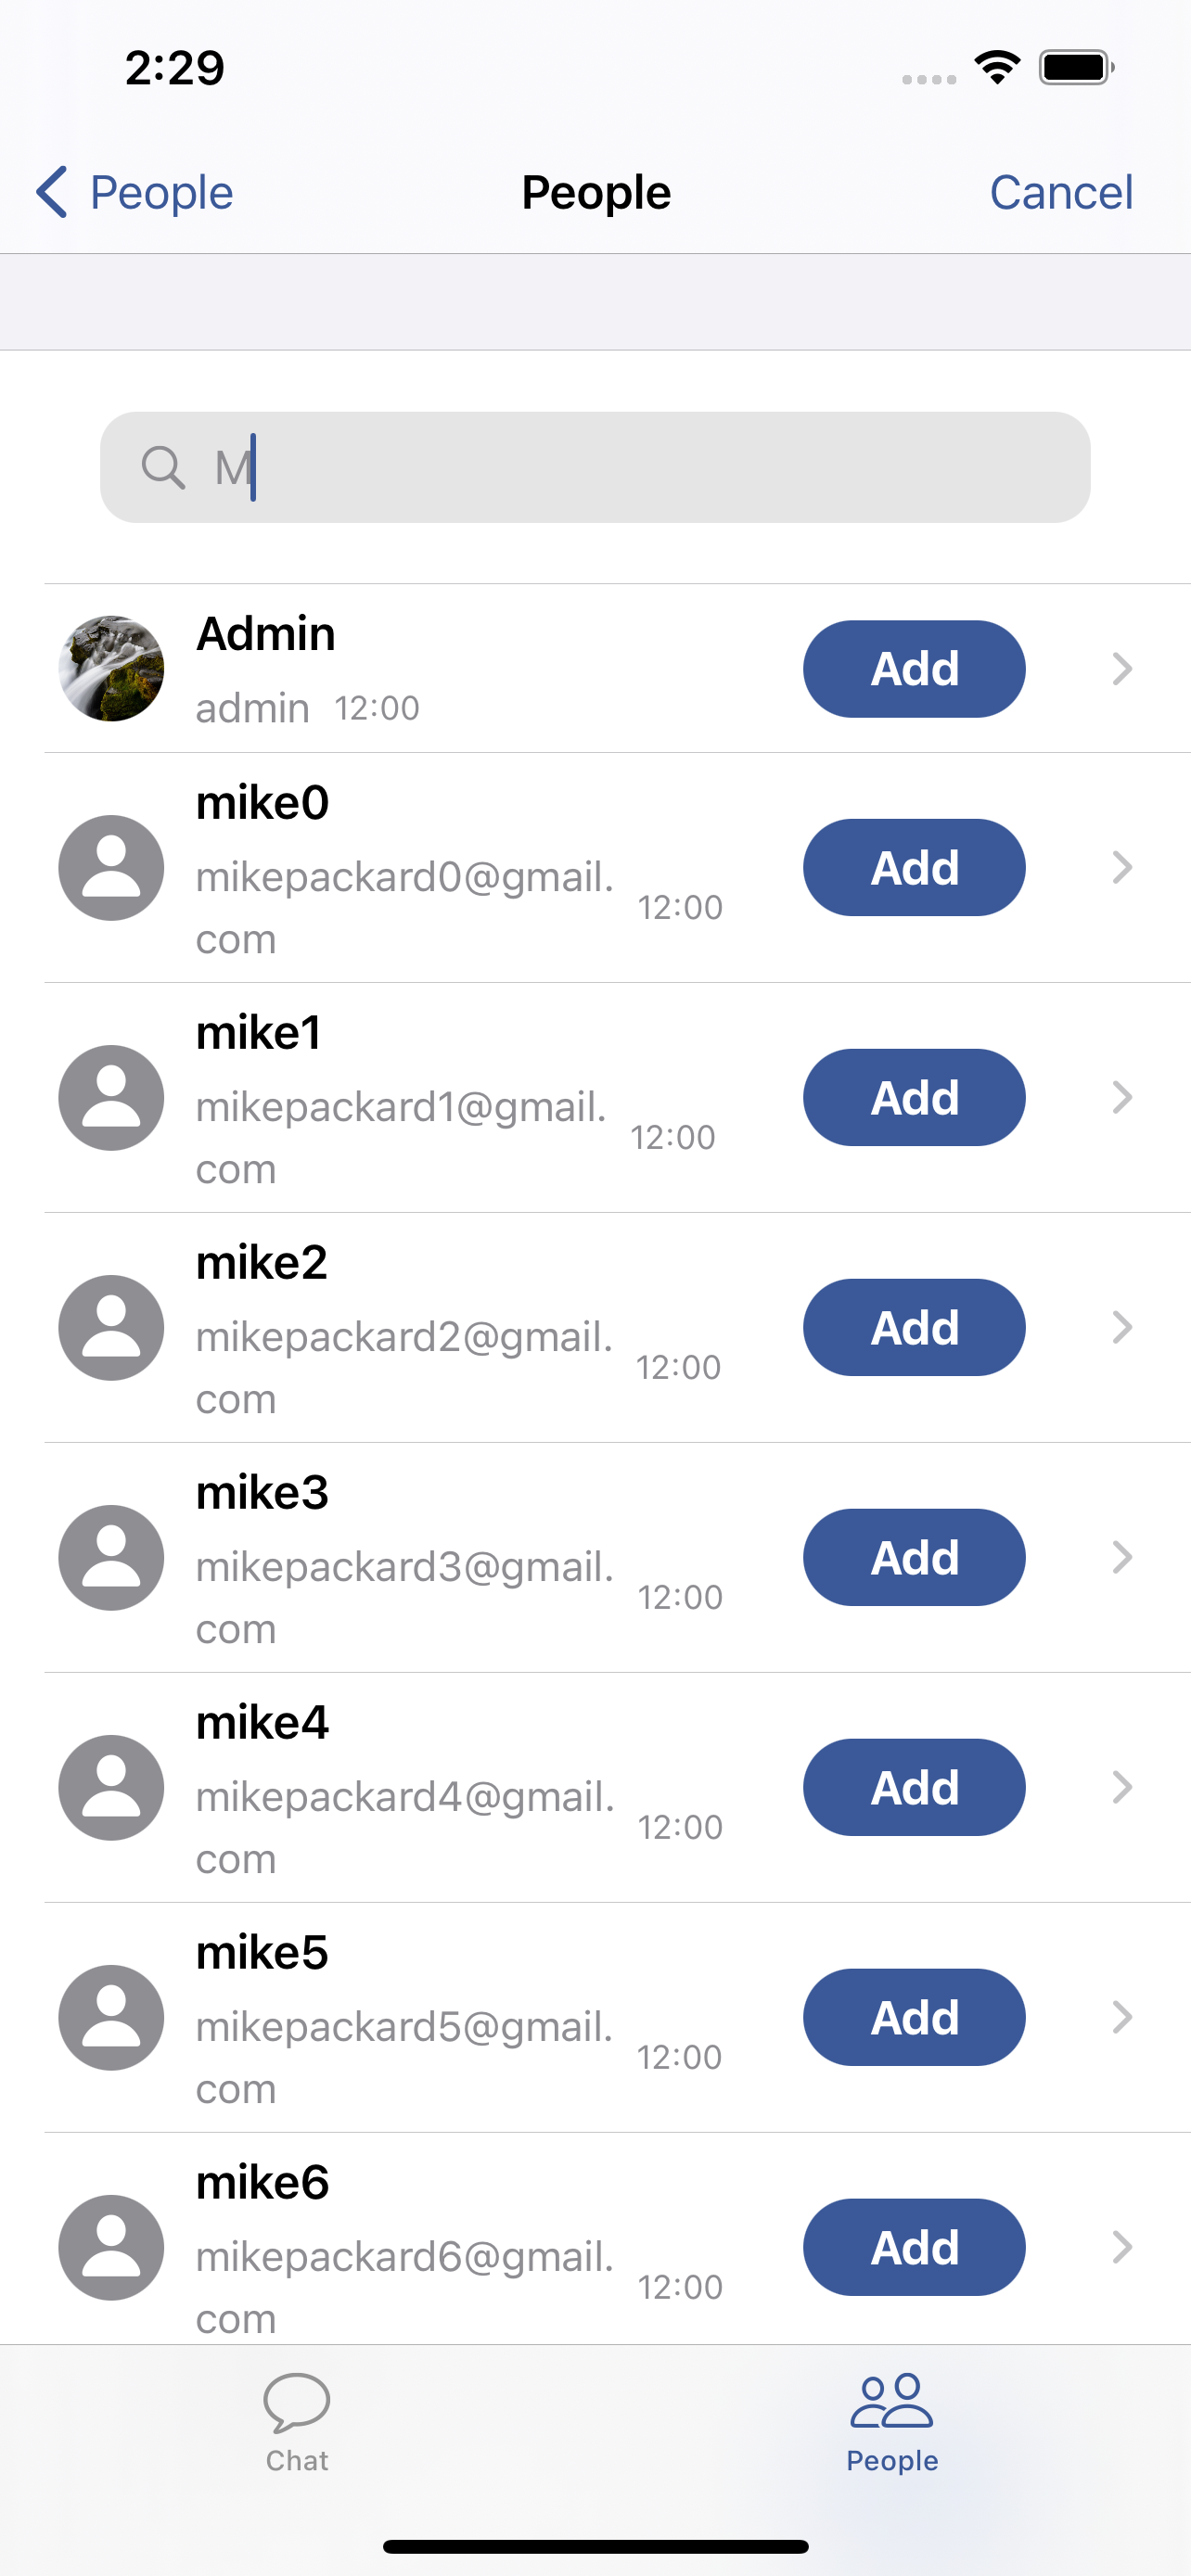 2:29
People People Cancel
M
Admin
admin 12:00
Add
mike0
mikepackard0@gmail.
com
12:00
Add
mike1
mikepackard1@gmail.
com
12:00
Add
mike2
mikepackard2@gmail.
com
12:00
Add
mike3
mikepackard3@gmail.
com
12:00
Add
mike4
mikepackard4@gmail.
com
12:00
Add
mike5
mikepackard5@gmail.
com
12:00
Add
mike6
mikepackard6@gmail.
com
12:00
Add
Chat People